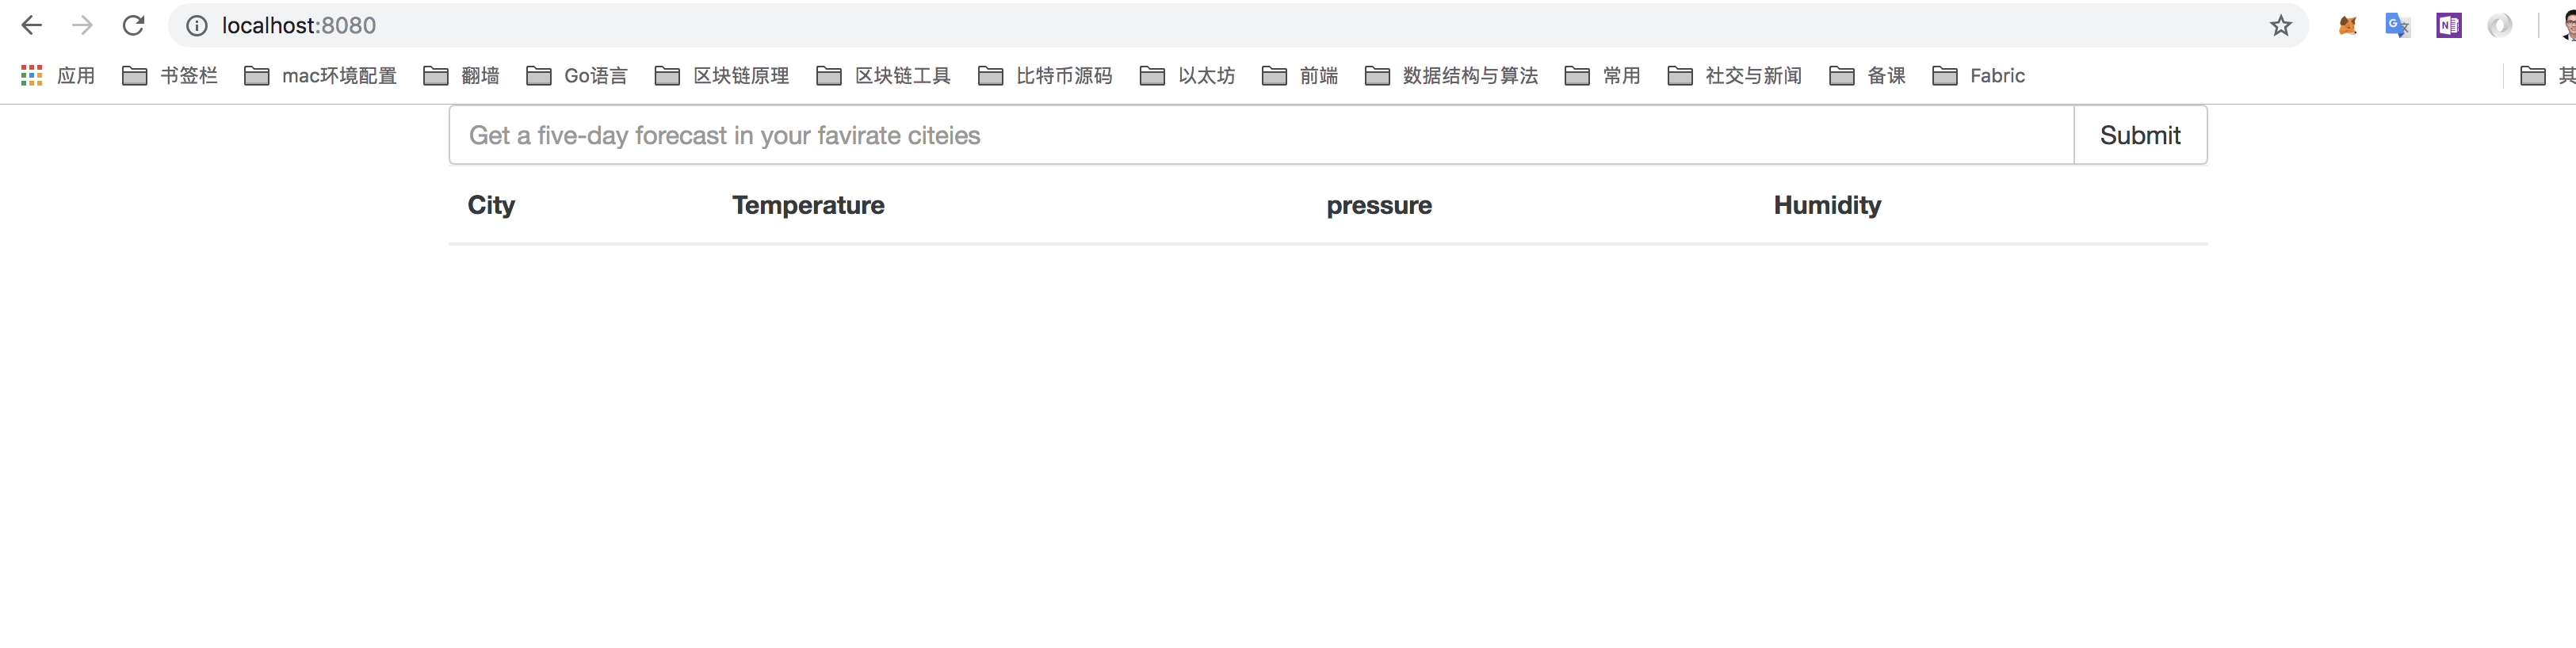 localhost:8080
应用 书签栏 mac环境配置 翻墙 Go语言 区块链原理 区块链工具 比特币源码 以太坊 前端 数据结构与算法 常用 社交与新闻 备课 Fabric
Get a five-day forecast in your favirate citeies Submit
City Temperature pressure Humidity